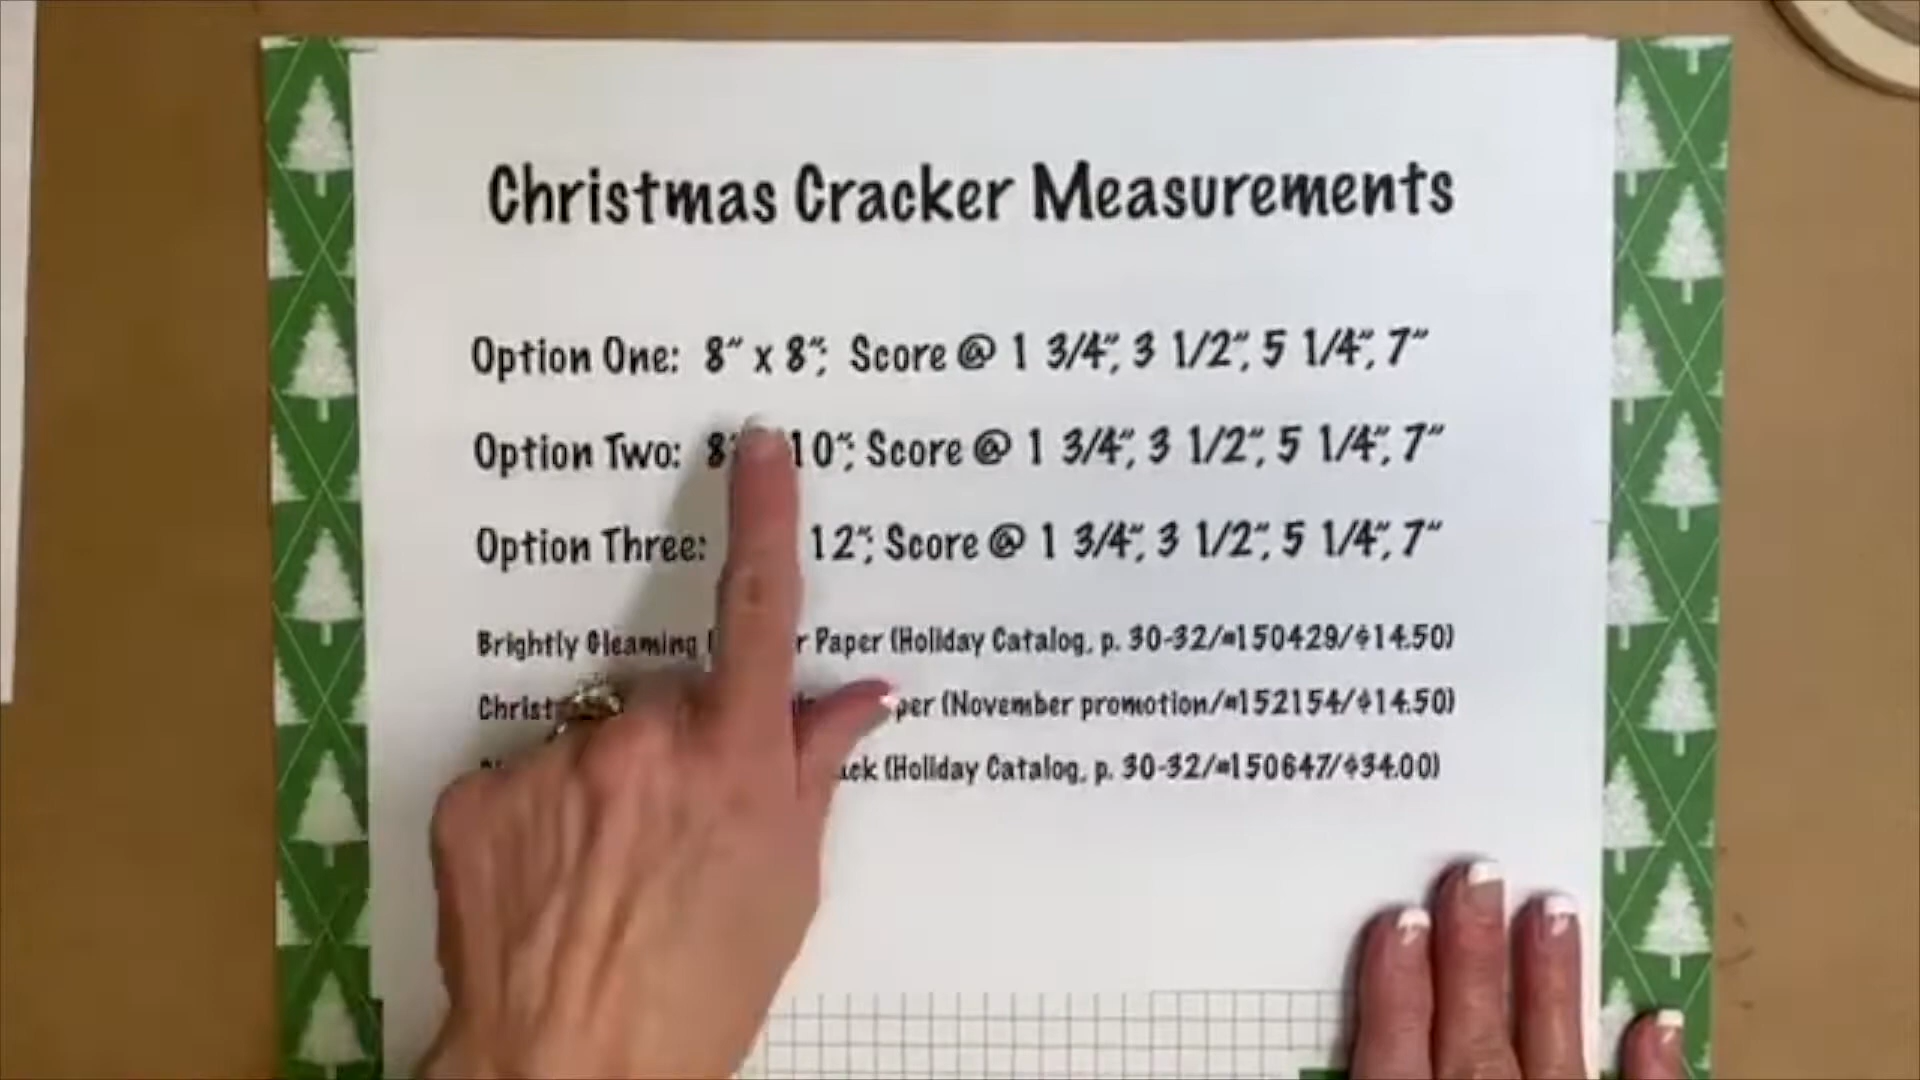 Christmas Cracker Measurements
Option One: 8" x 8"; Score @ 1 3/4", 3 1/2", 5 1/4", 7"
Option Two: 8" 10"; Score @ 1 3/4", 3 1/2", 5 1/4", 7"
Option Three: 12"; Score @ 1 3/4", 3 1/2", 5 1/4", 7"
Brightly Gleaming Paper (Holiday Catalog, p. 30-32/#150429/$14.50)
(November promotion/#152154/$14.50)
(Holiday Catalog, p. 30-32/#150647/$34.00)